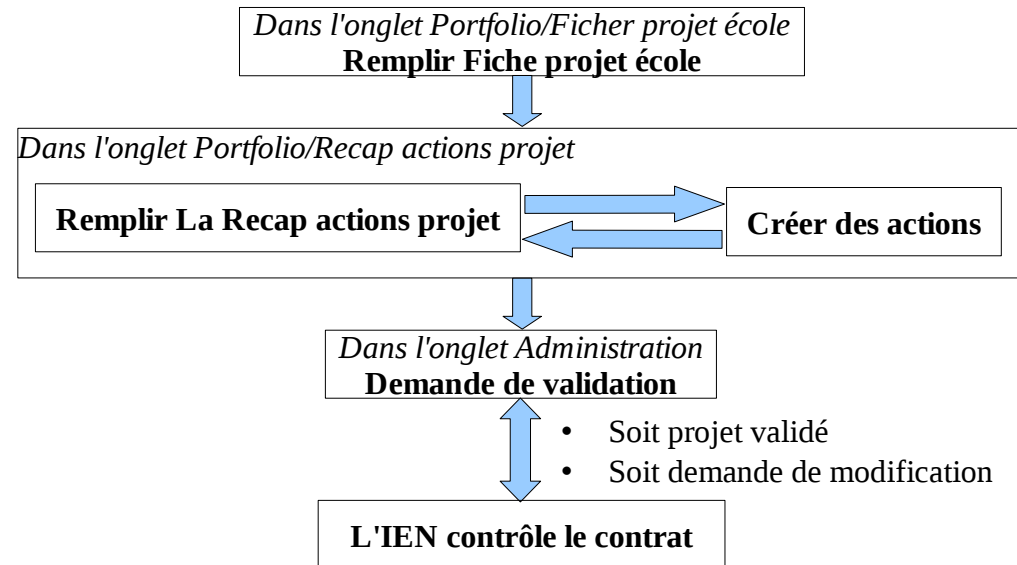 Dans l'onglet Portfolio/Ficher projet école
Remplir Fiche projet école
Dans l'onglet Portfolio/Recap actions projet
Remplir La Recap actions projet
Créer des actions
Dans l'onglet Administration
Demande de validation
• Soit projet validé
• Soit demande de modification
L'IEN contrôle le contrat